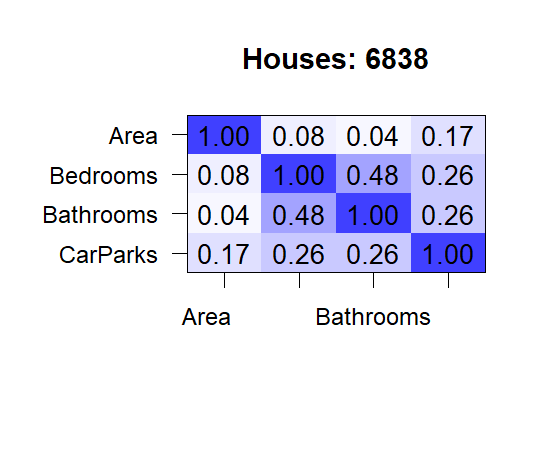 Houses: 6838
Area 1.00 0.08 0.04 0.17
Bedrooms 0.08 1.00 0.48 0.26
Bathrooms 0.04 0.48 1.00 0.26
CarParks 0.17 0.26 0.26 1.00
Area Bathrooms